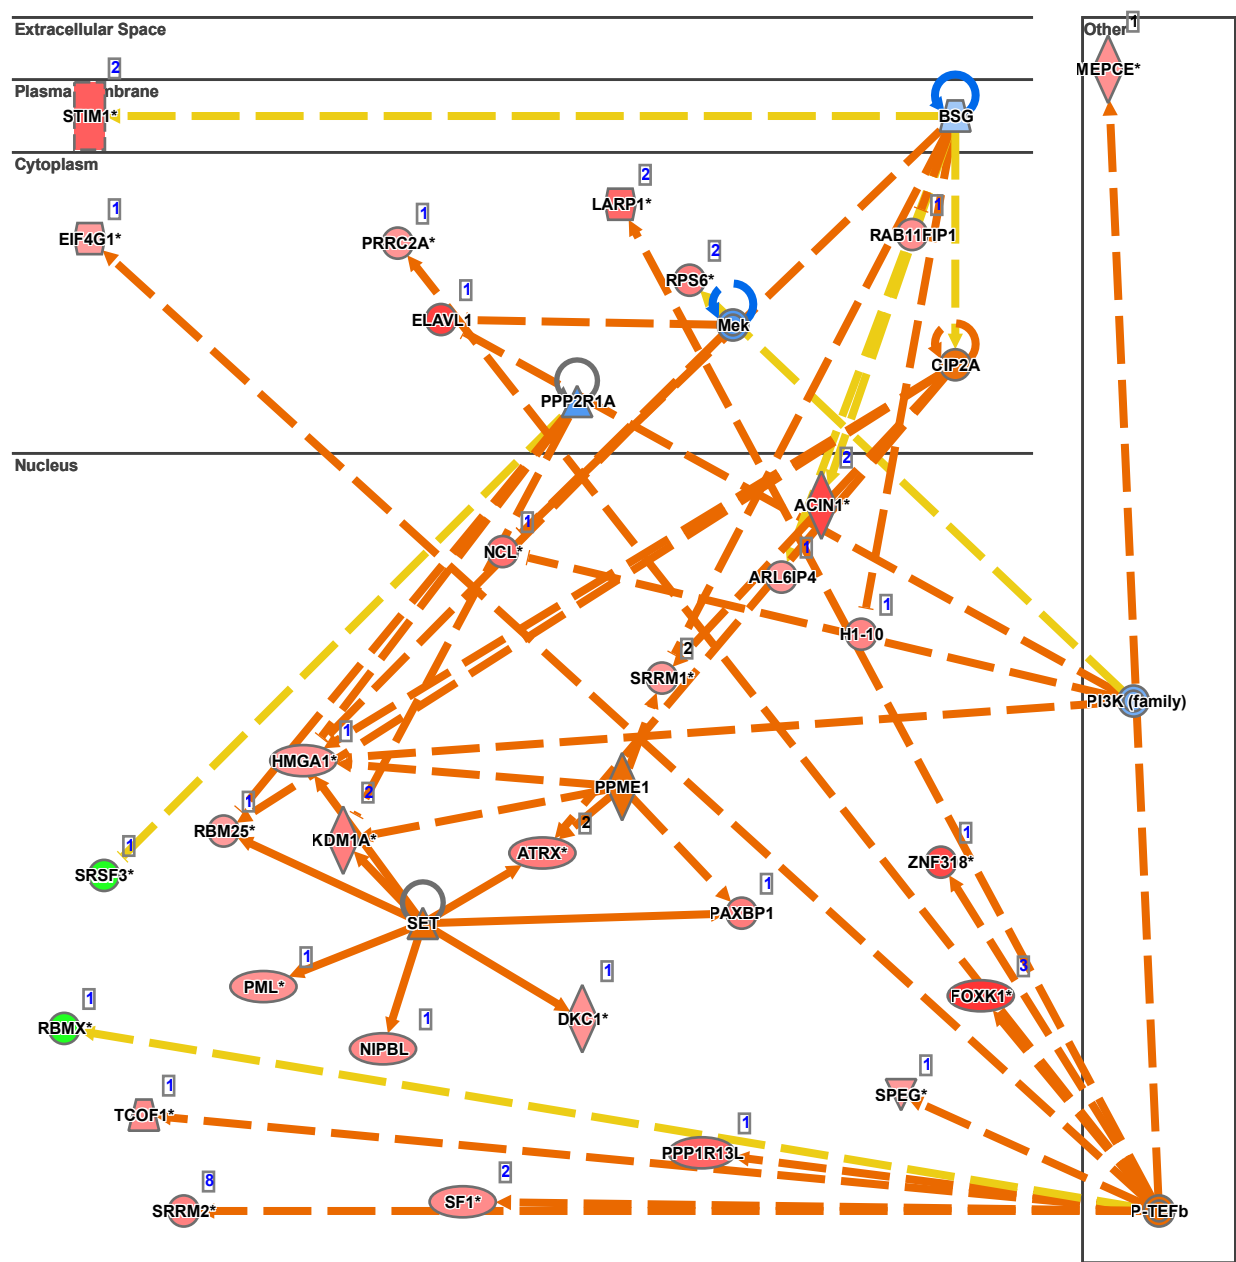 Extracellular Space
Other
1
MEPCE*
2
Plasma Membrane
STIM1*
BSG
Cytoplasm
2
LARP1*
1
EIF4G1*
1
PRRC2A*
1
RAB11FIP1
2
RPS6*
1
ELAVL1
Mek
CIP2A
PPP2R1A
Nucleus
2
ACIN1*
1
NCL*
1
ARL6IP4
1
H1-10
2
SRRM1*
PI3K (family)
1
HMGA1*
PPME1
1
RBM25*
2
KDM1A*
2
ATRX*
1
SRSF3*
1
ZNF318*
1
PAXBP1
SET
1
PML*
1
DKC1*
3
FOXK1*
1
RBMX*
1
NIPBL
1
SPEG*
1
TCOF1*
1
PPP1R13L
8
SRRM2*
2
SF1*
P-TEFb